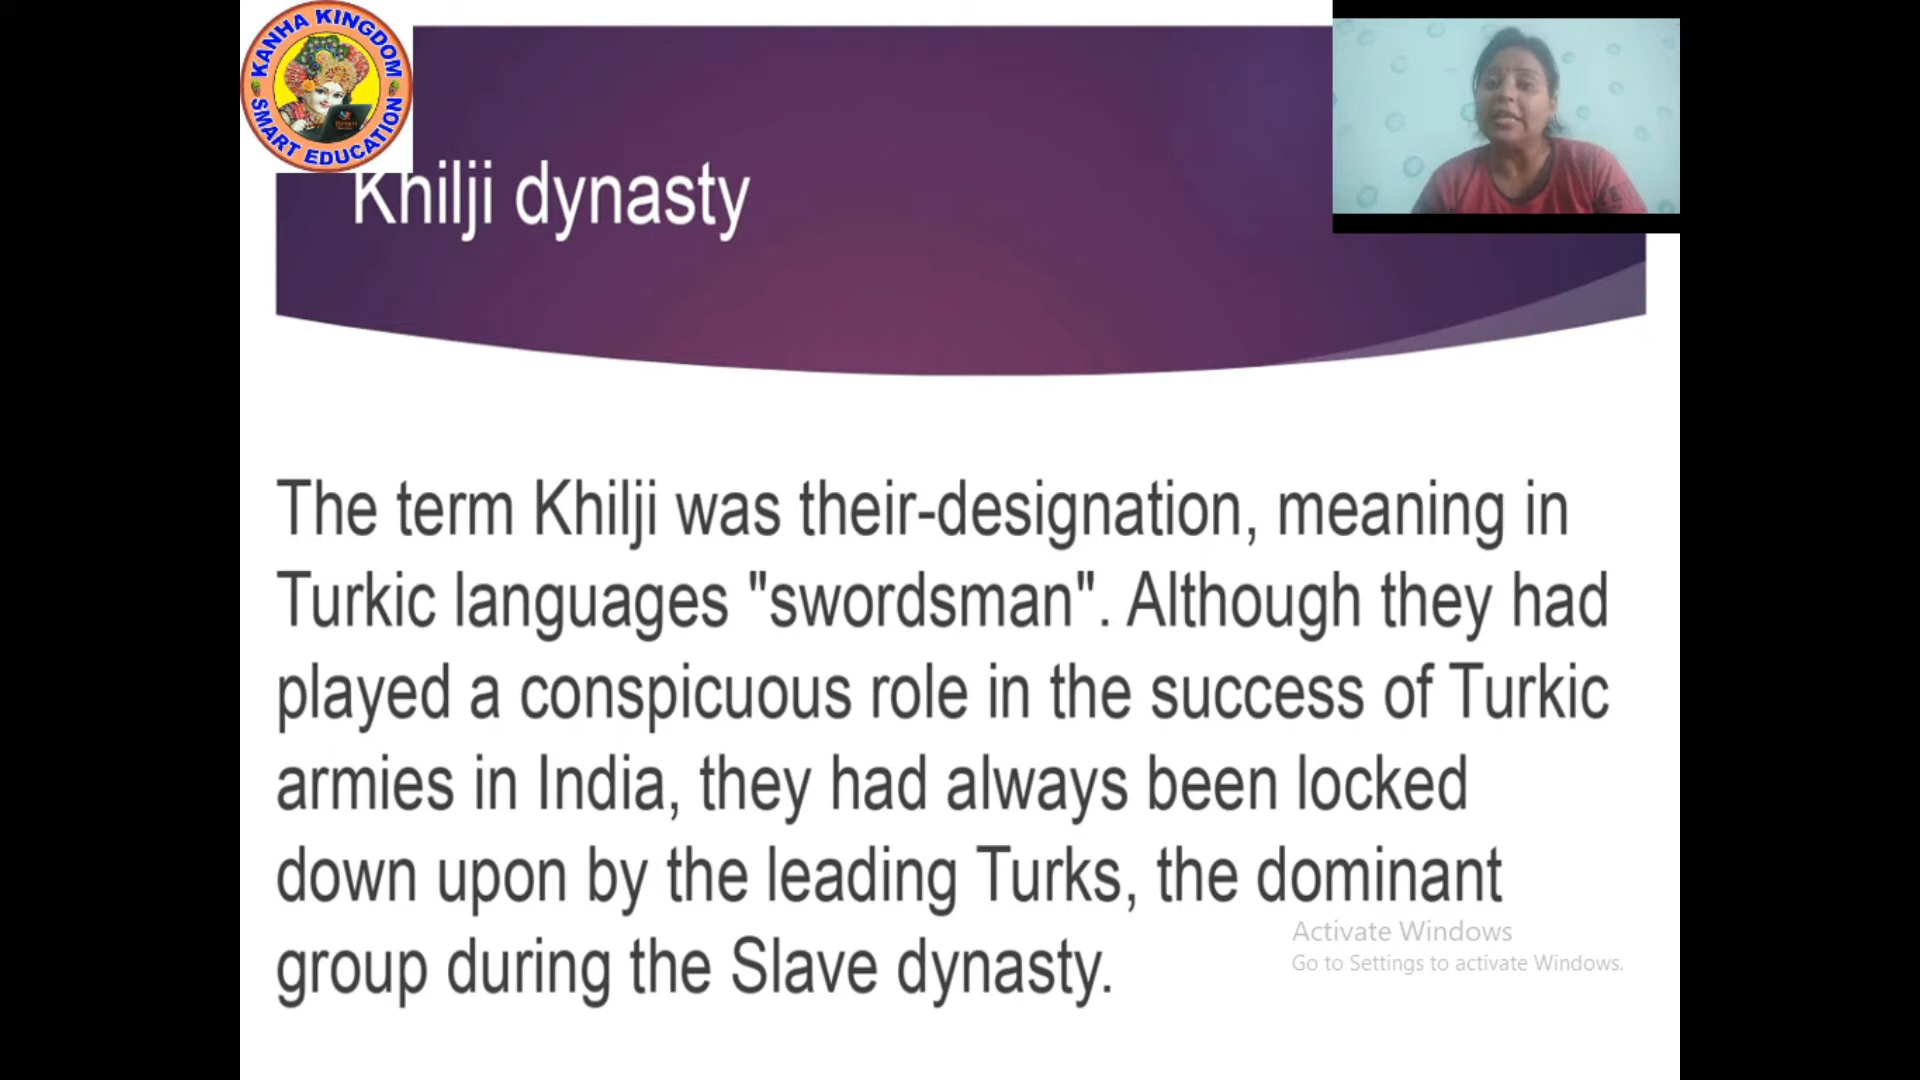 KANHA KINGDOM
SMART EDUCATION
Khilji dynasty
The term Khilji was their-designation, meaning in
Turkic languages "swordsman". Although they had
played a conspicuous role in the success of Turkic
armies in India, they had always been locked
down upon by the leading Turks, the dominant
group during the Slave dynasty.
Activate Windows
Go to Settings to activate Windows.